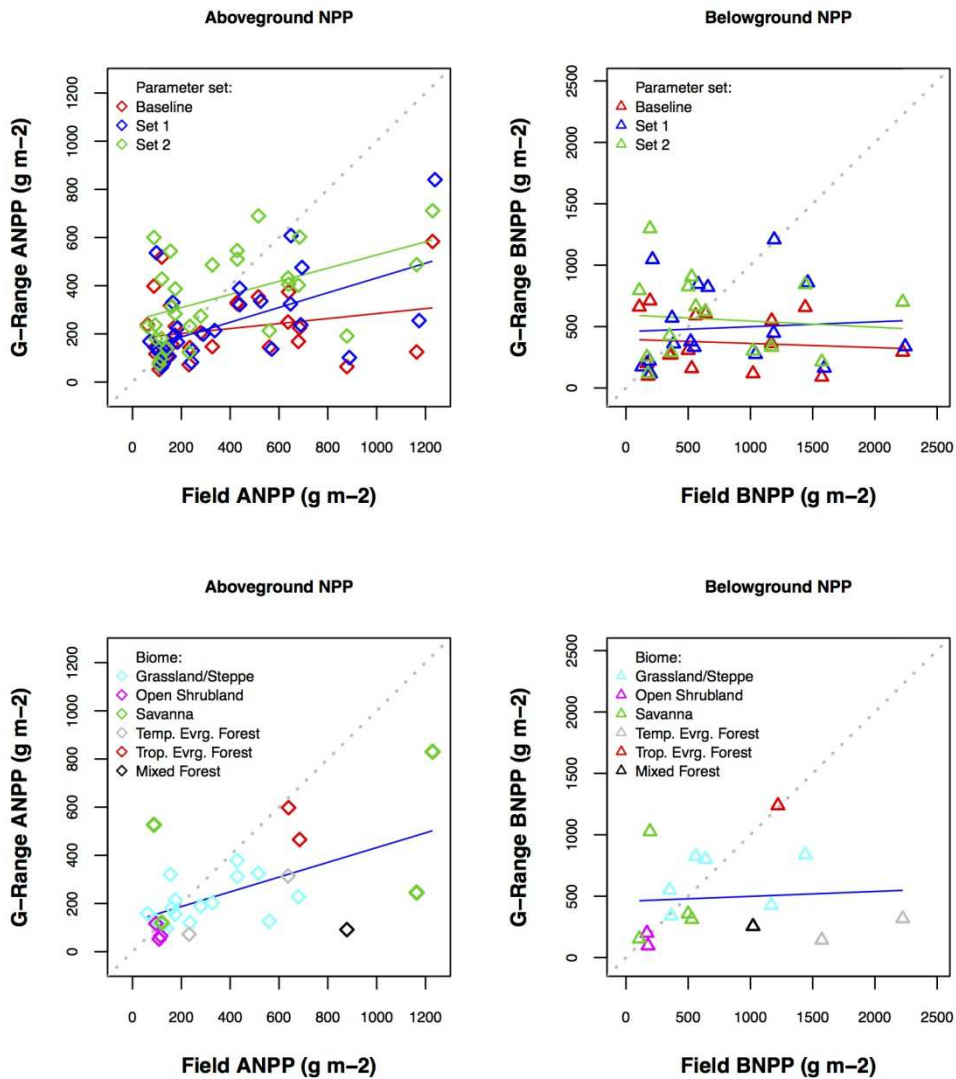 Aboveground NPP
G−Range ANPP (g m−2)
1200
1000
800
600
400
200
0
Parameter set:
Baseline
Set 1
Set 2
0 200 400 600 800 1000 1200
Field ANPP (g m−2)
Belowground NPP
G−Range BNPP (g m−2)
2500
2000
1500
1000
500
0
Parameter set:
Baseline
Set 1
Set 2
0 500 1000 1500 2000 2500
Field BNPP (g m−2)
Aboveground NPP
G−Range ANPP (g m−2)
1200
1000
800
600
400
200
0
Biome:
Grassland/Steppe
Open Shrubland
Savanna
Temp. Evrg. Forest
Trop. Evrg. Forest
Mixed Forest
0 200 400 600 800 1000 1200
Field ANPP (g m−2)
Belowground NPP
G−Range BNPP (g m−2)
2500
2000
1500
1000
500
0
Biome:
Grassland/Steppe
Open Shrubland
Savanna
Temp. Evrg. Forest
Trop. Evrg. Forest
Mixed Forest
0 500 1000 1500 2000 2500
Field BNPP (g m−2)